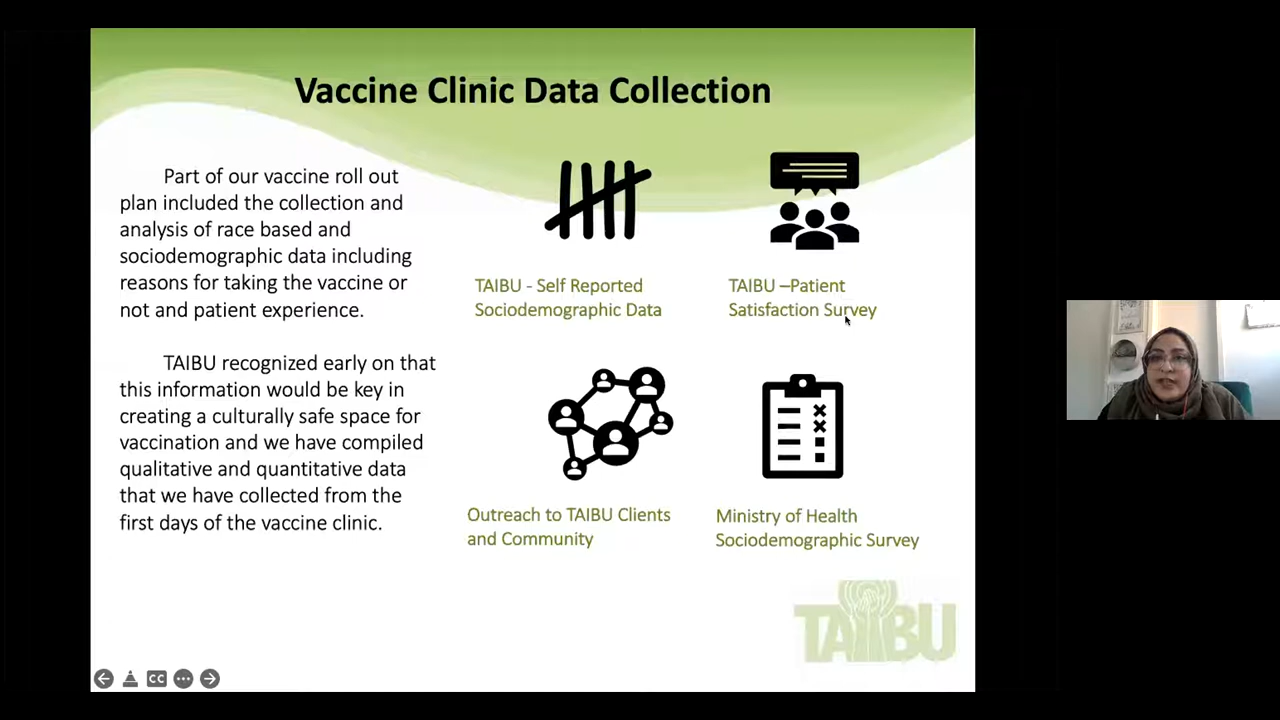 Vaccine Clinic Data Collection
Part of our vaccine roll out
plan included the collection and
analysis of race based and
sociodemographic data including
reasons for taking the vaccine or
not and patient experience.
TAIBU recognized early on that
this information would be key in
creating a culturally safe space for
vaccination and we have compiled
qualitative and quantitative data
that we have collected from the
first days of the vaccine clinic.
TAIBU - Self Reported
Sociodemographic Data
TAIBU –Patient
Satisfaction Survey
Outreach to TAIBU Clients
and Community
Ministry of Health
Sociodemographic Survey
TAIBU
CC